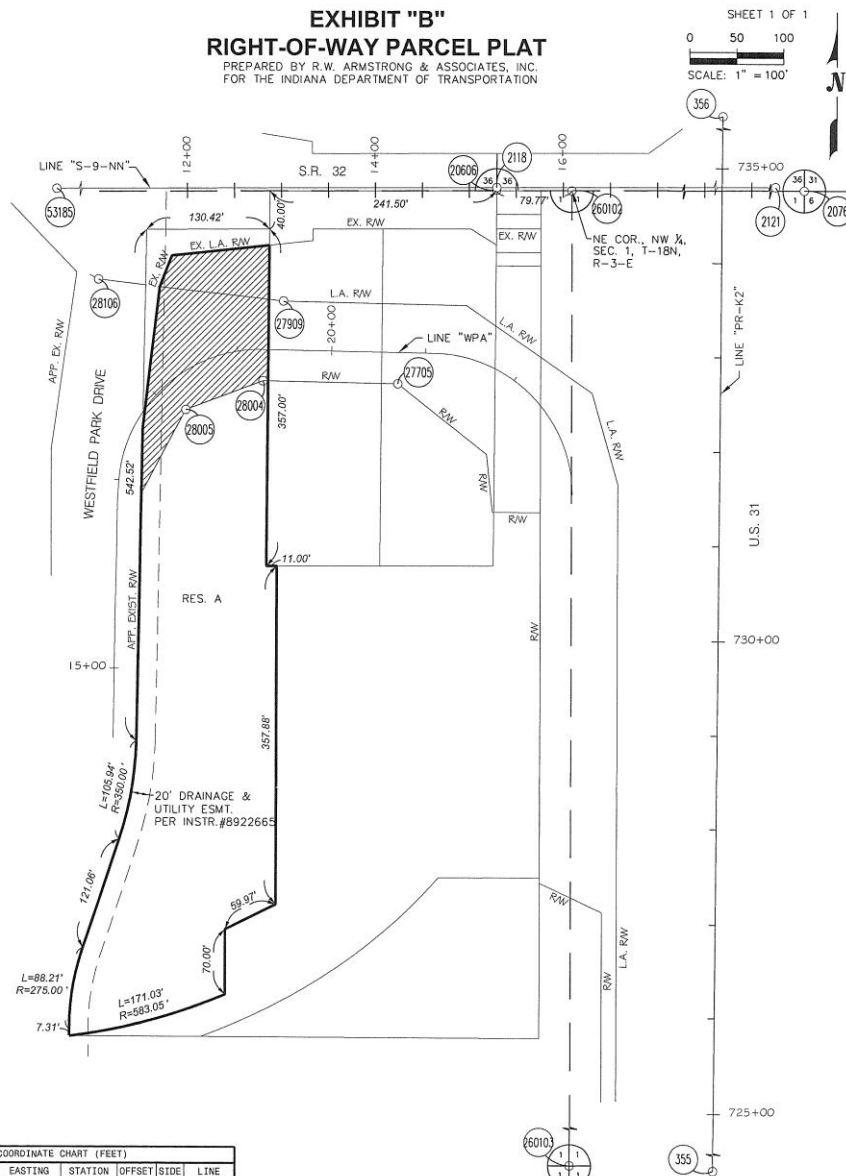 EXHIBIT "B"
RIGHT-OF-WAY PARCEL PLAT
PREPARED BY R.W. ARMSTRONG & ASSOCIATES, INC.
FOR THE INDIANA DEPARTMENT OF TRANSPORTATION
SHEET 1 OF 1
0 50 100
SCALE: 1" = 100'
N
356
LINE "S-9-NN"
12+00
S.R. 32
14+00
20606
2118
16+00
735+00
36 36
36 31
1 6
1 1
53185
130.42'
40.00'
241.50'
79.77'
260102
2121
2076
EX. R/W
EX. L.A. R/W
EX. R/W
EX. R/W
NE COR., NW ¼,
SEC. 1, T-18N,
R-3-E
28106
27909
L.A. R/W
L.A. R/W
20+00
LINE "WPA"
LINE "PR-K2"
APP. EX. R/W
WESTFIELD PARK DRIVE
28004
R/W
27705
28005
357.00'
R/W
L.A. R/W
542.52'
R/W
R/W
U.S. 31
11.00'
APP. EXIST. R/W
RES. A
R/W
730+00
15+00
357.88'
L=105.94'
R=350.00'
20' DRAINAGE &
UTILITY ESMT.
PER INSTR.#8922665
121.06'
59.97'
R/W
70.00'
L.A. R/W
R/W
L=88.21'
R=275.00'
L=171.03'
R=583.05'
7.31'
725+00
260103
1 1
355
COORDINATE CHART (FEET)
EASTING STATION OFFSET SIDE LINE